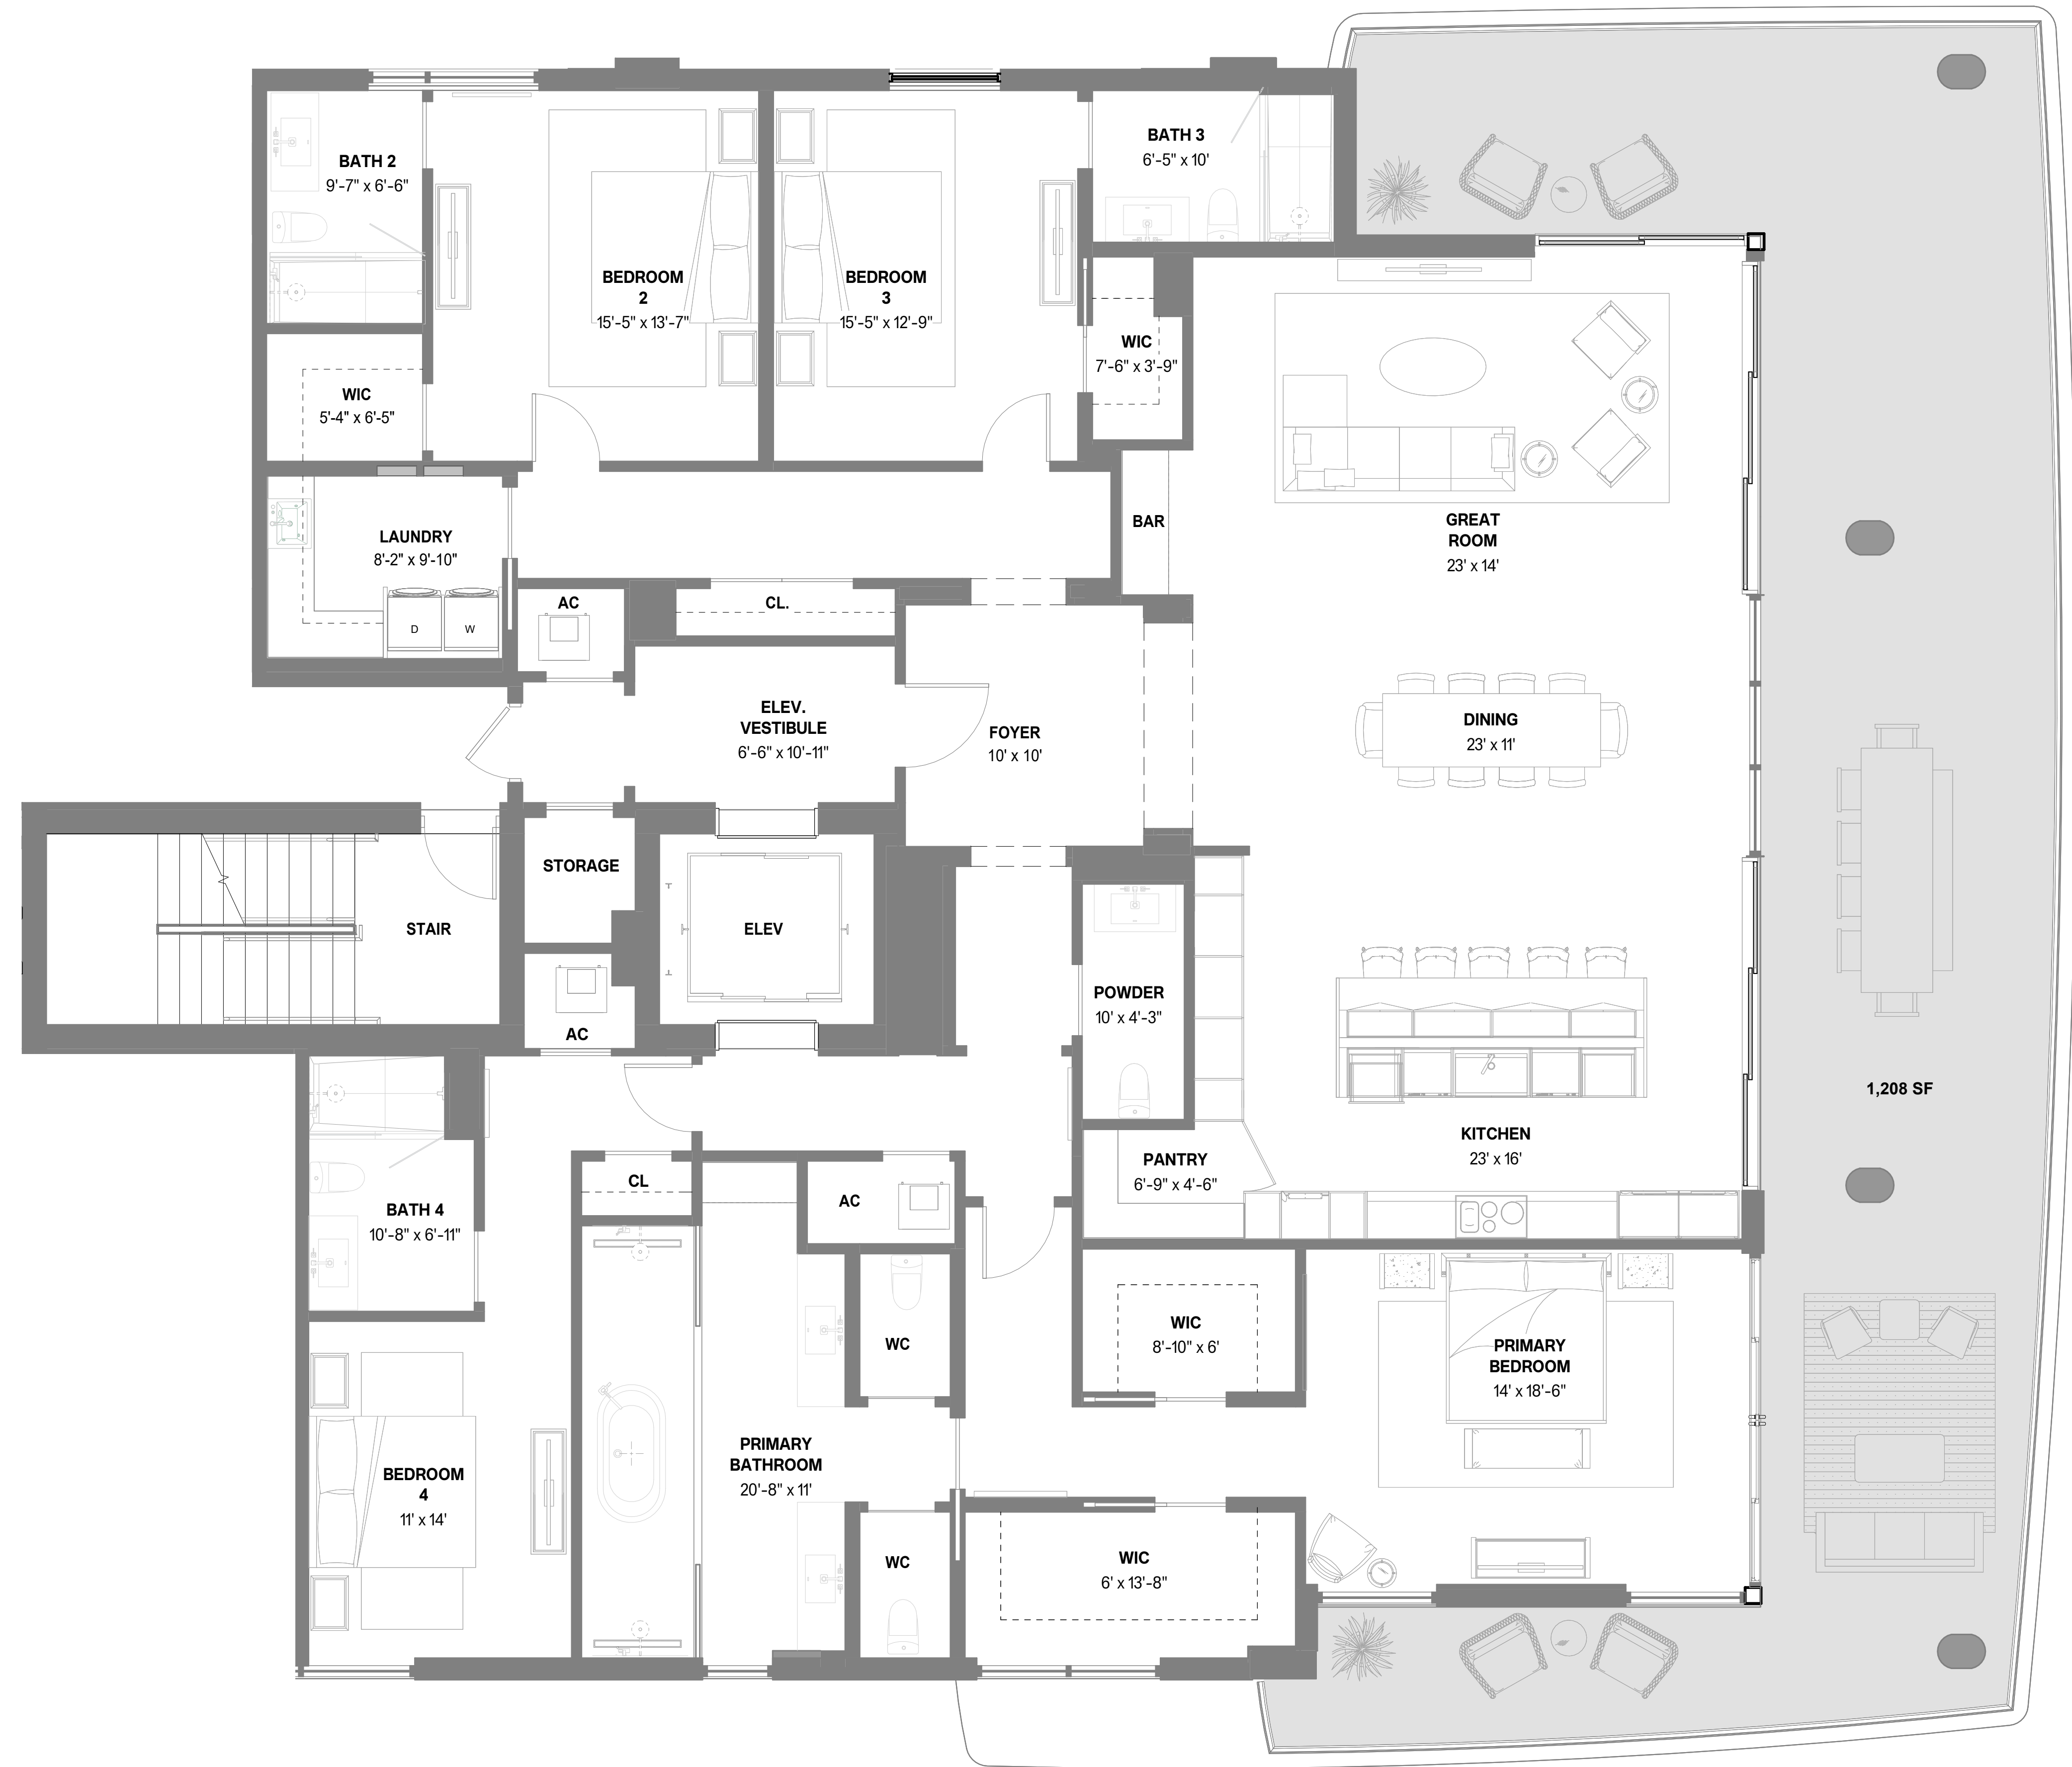 BATH 2
9'-7" x 6'-6"
BEDROOM
2
15'-5" x 13'-7"
BEDROOM
3
15'-5" x 12'-9"
BATH 3
6'-5" x 10'
WIC
7'-6" x 3'-9"
WIC
5'-4" x 6'-5"
LAUNDRY
8'-2" x 9'-10"
D
W
AC
CL.
BAR
GREAT
ROOM
23' x 14'
ELEV.
VESTIBULE
6'-6" x 10'-11"
FOYER
10' x 10'
DINING
23' x 11'
STORAGE
STAIR
ELEV
AC
POWDER
10' x 4'-3"
1,208 SF
KITCHEN
23' x 16'
PANTRY
6'-9" x 4'-6"
CL
AC
BATH 4
10'-8" x 6'-11"
WC
WIC
8'-10" x 6'
PRIMARY
BEDROOM
14' x 18'-6"
PRIMARY
BATHROOM
20'-8" x 11'
BEDROOM
4
11' x 14'
WC
WIC
6' x 13'-8"